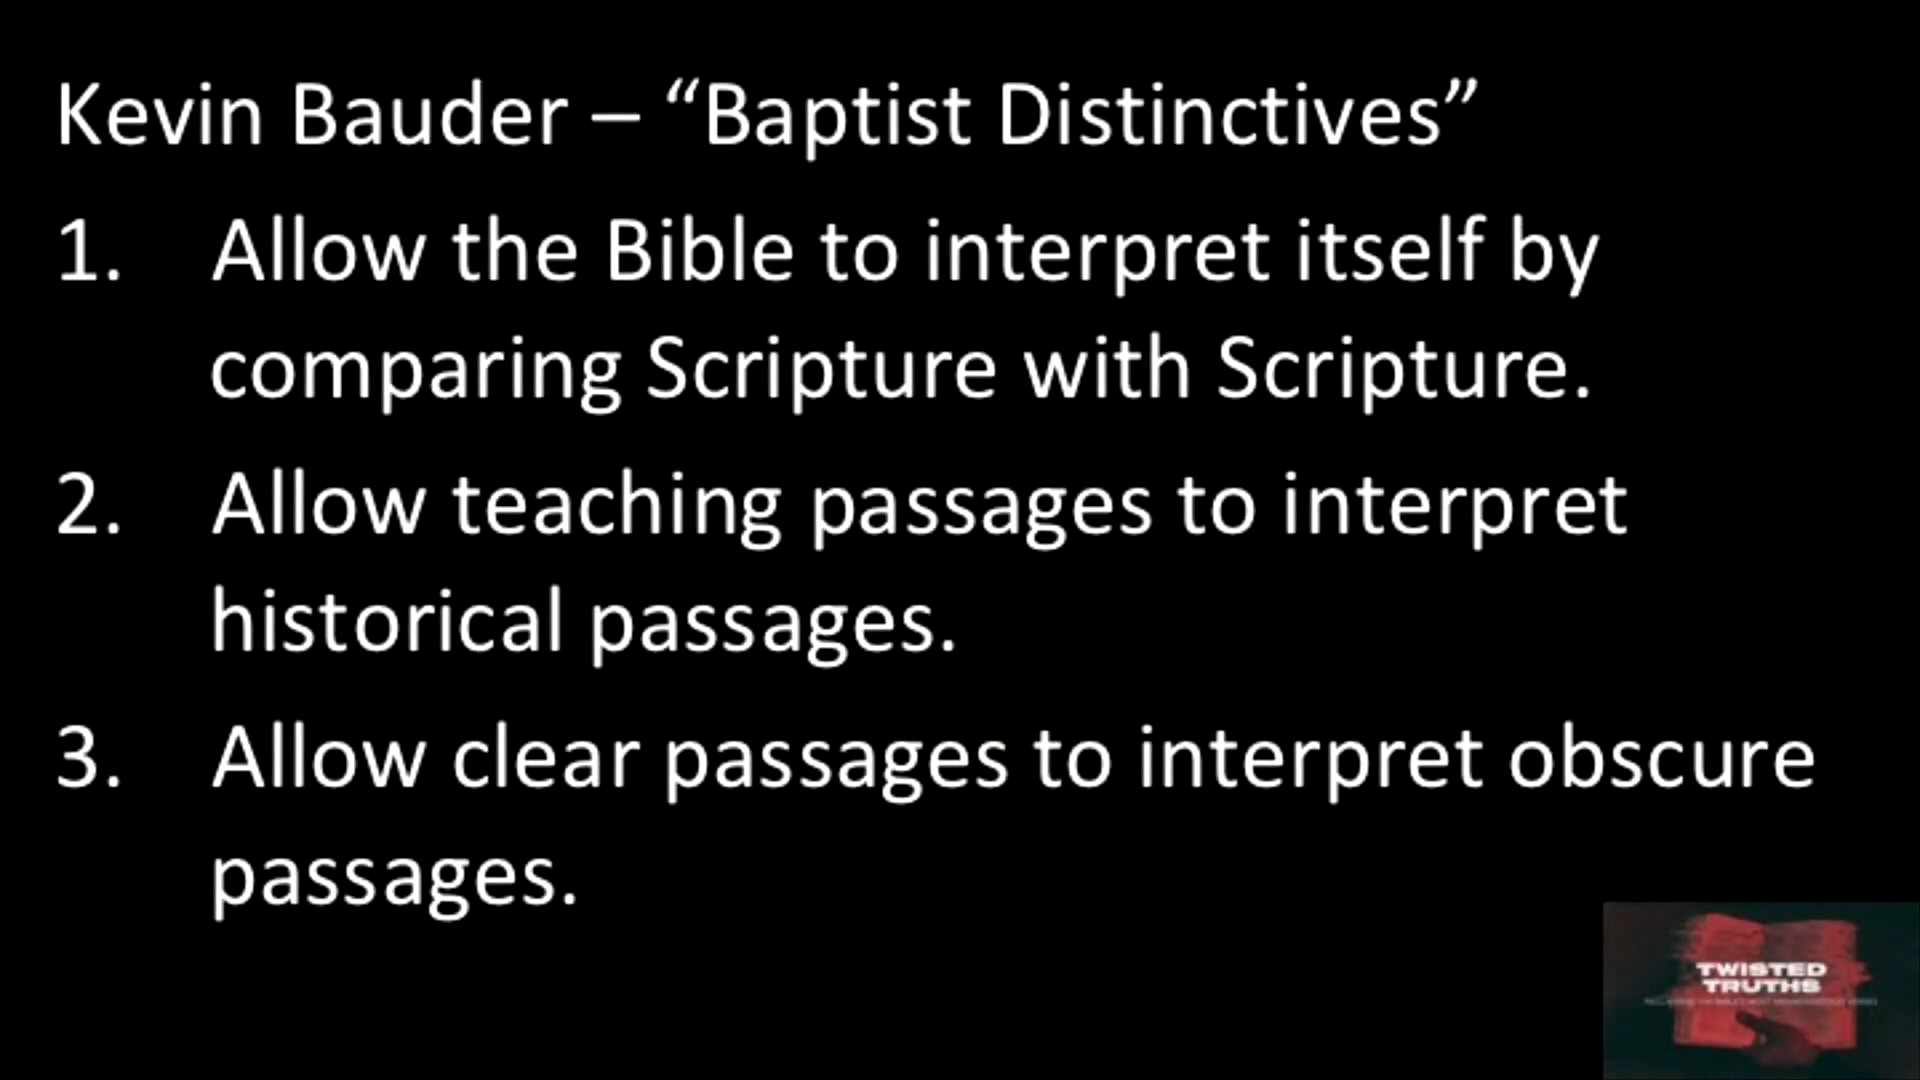 Kevin Bauder – “Baptist Distinctives”
1. Allow the Bible to interpret itself by
comparing Scripture with Scripture.
2. Allow teaching passages to interpret
historical passages.
3. Allow clear passages to interpret obscure
passages.
TWISTED
TRUTHS